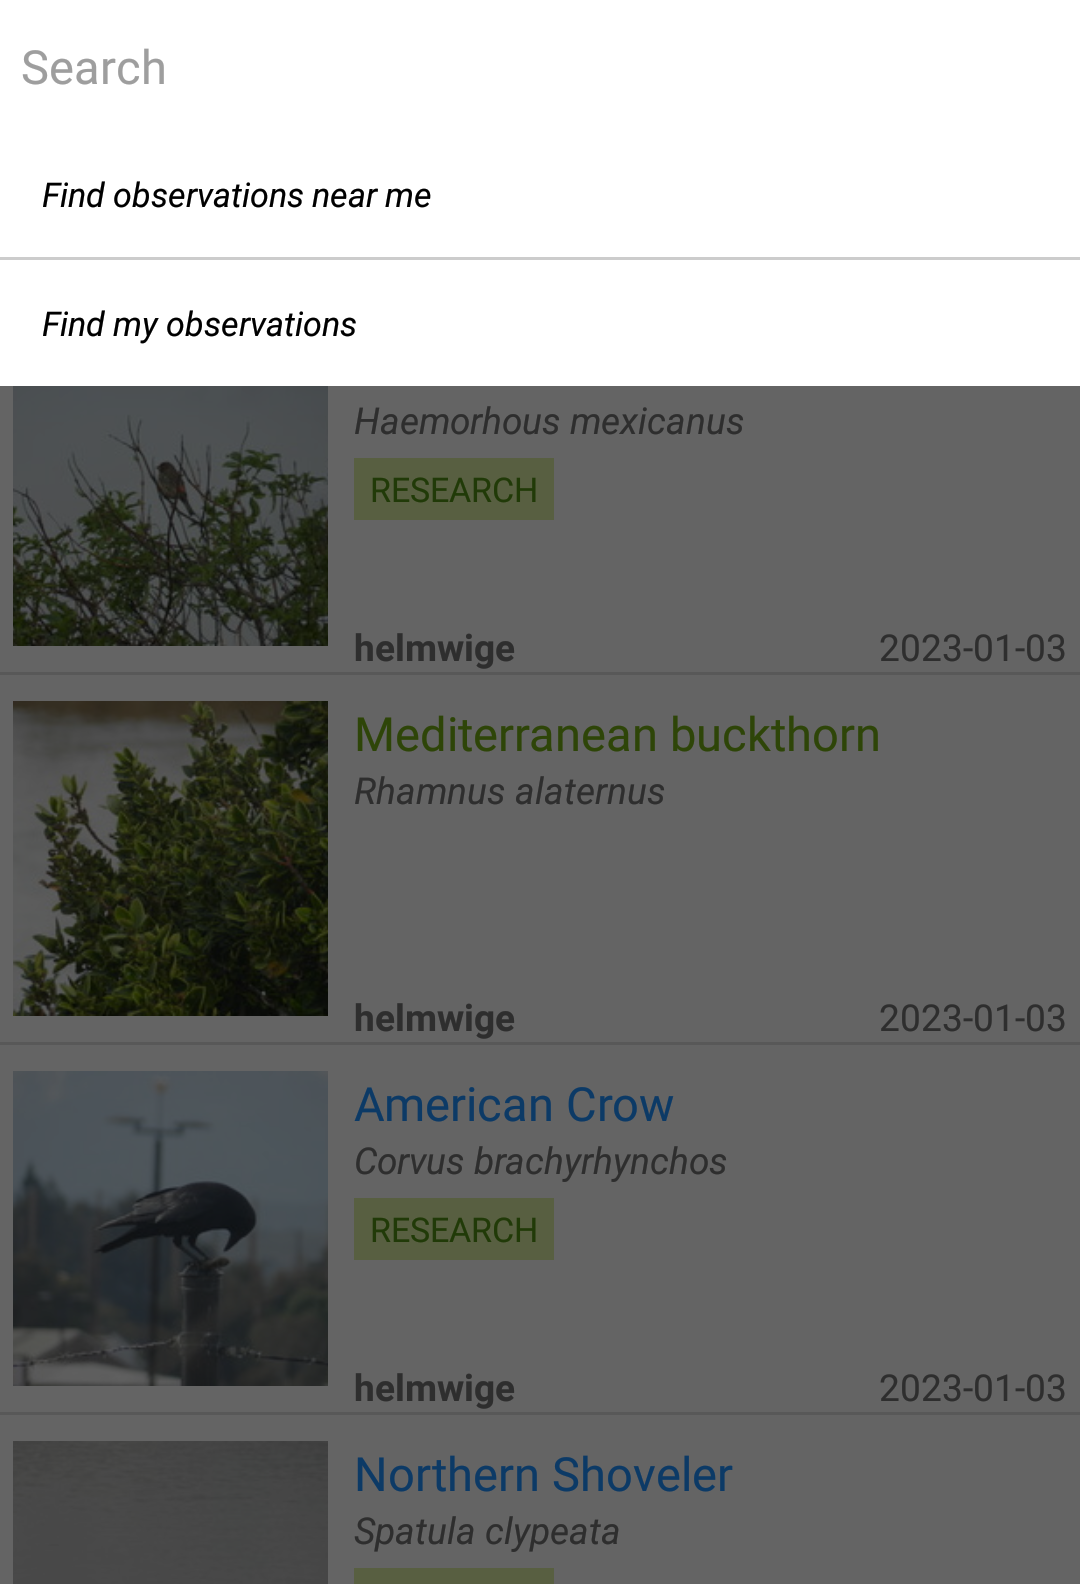 Search
Find observations near me
Find my observations
Haemorhous mexicanus
RESEARCH
helmwige 2023-01-03
Mediterranean buckthorn
Rhamnus alaternus
helmwige 2023-01-03
American Crow
Corvus brachyrhynchos
RESEARCH
helmwige 2023-01-03
Northern Shoveler
Spatula clypeata